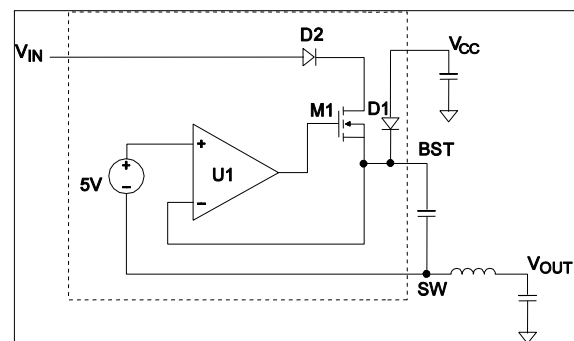 D2
VIN
VCC
M1
D1
BST
+
+
U1
5V
−
−
VOUT
SW